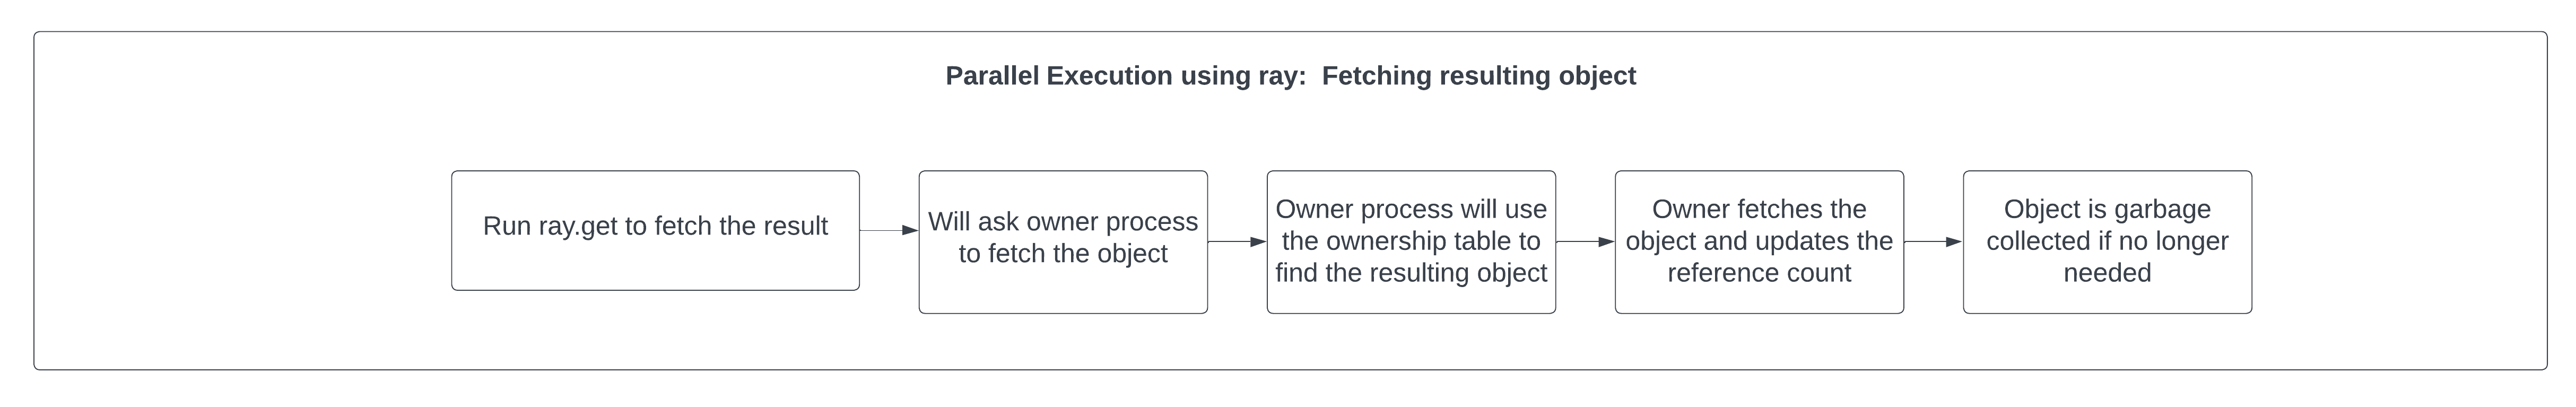 Parallel Execution using ray:  Fetching resulting object
Run ray.get to fetch the result
Will ask owner process
to fetch the object
Owner process will use
the ownership table to
find the resulting object
Owner fetches the
object and updates the
reference count
Object is garbage
collected if no longer
needed